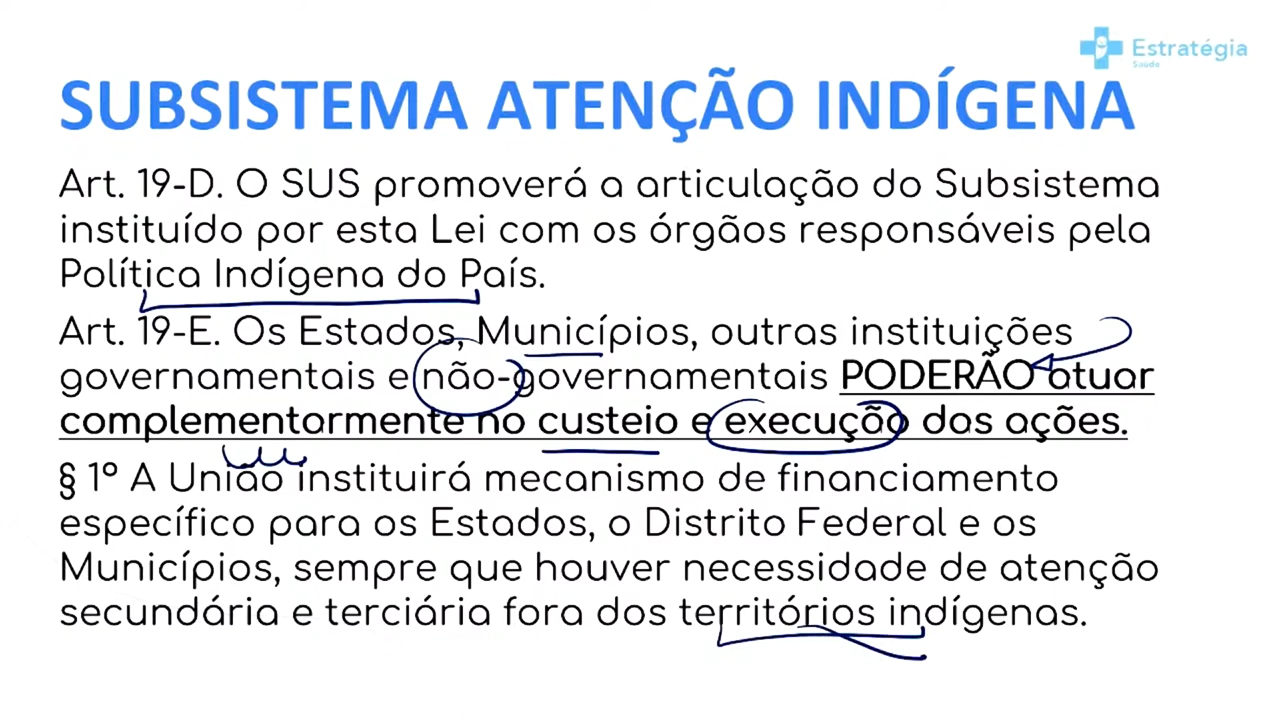 Estratégia
Saúde
SUBSISTEMA ATENÇÃO INDÍGENA
Art. 19-D. O SUS promoverá a articulação do Subsistema
instituído por esta Lei com os órgãos responsáveis pela
Política Indígena do País.
Art. 19-E. Os Estados, Municípios, outras instituições
governamentais e não-governamentais PODERÃO atuar
complementarmente no custeio e execução das ações.
§ 1º A União instituirá mecanismo de financiamento
específico para os Estados, o Distrito Federal e os
Municípios, sempre que houver necessidade de atenção
secundária e terciária fora dos territórios indígenas.